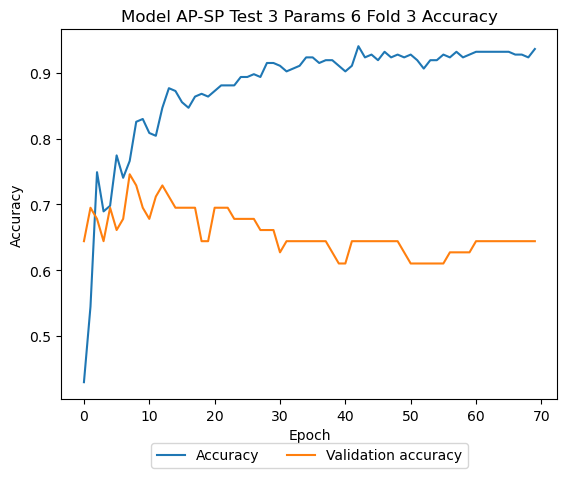 Model AP-SP Test 3 Params 6 Fold 3 Accuracy
Accuracy
0.9
0.8
0.7
0.6
0.5
0 10 20 30 40 50 60 70
Epoch
Accuracy Validation accuracy